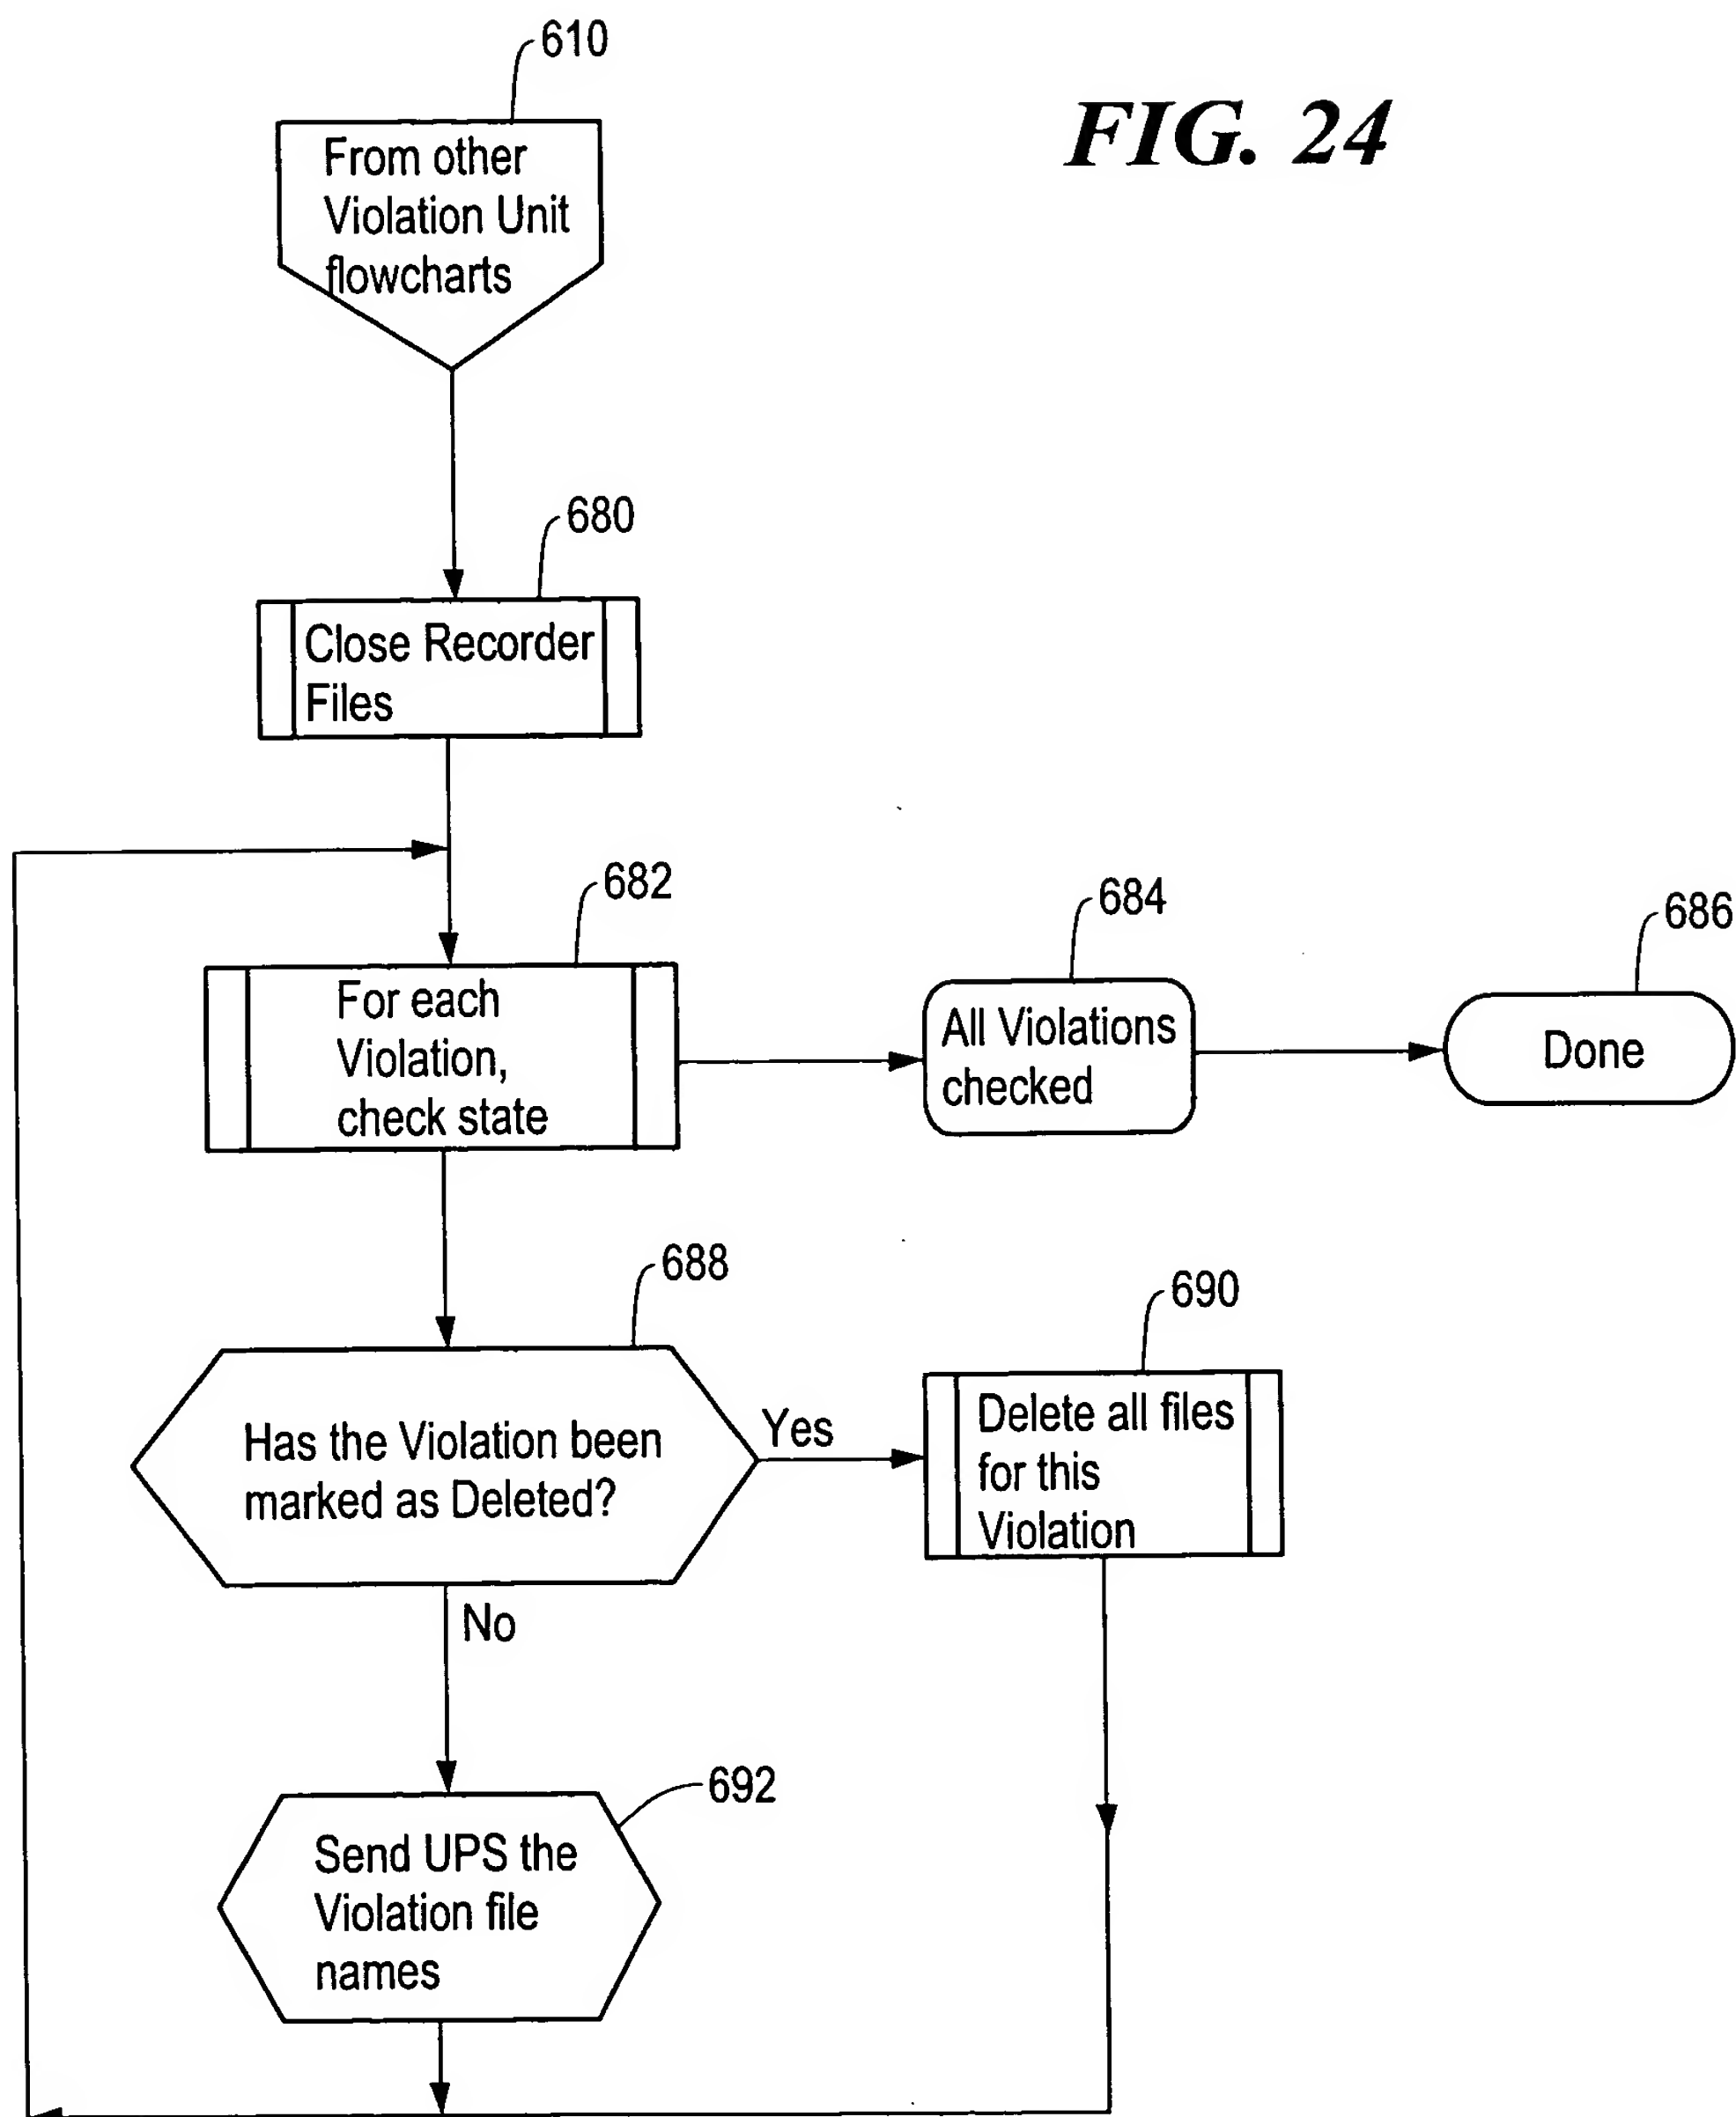 610
FIG. 24
From other
Violation Unit
flowcharts
680
Close Recorder
Files
682
684
686
For each
Violation,
check state
All Violations
checked
Done
688
690
Has the Violation been
marked as Deleted?
Yes
Delete all files
for this
Violation
No
692
Send UPS the
Violation file
names